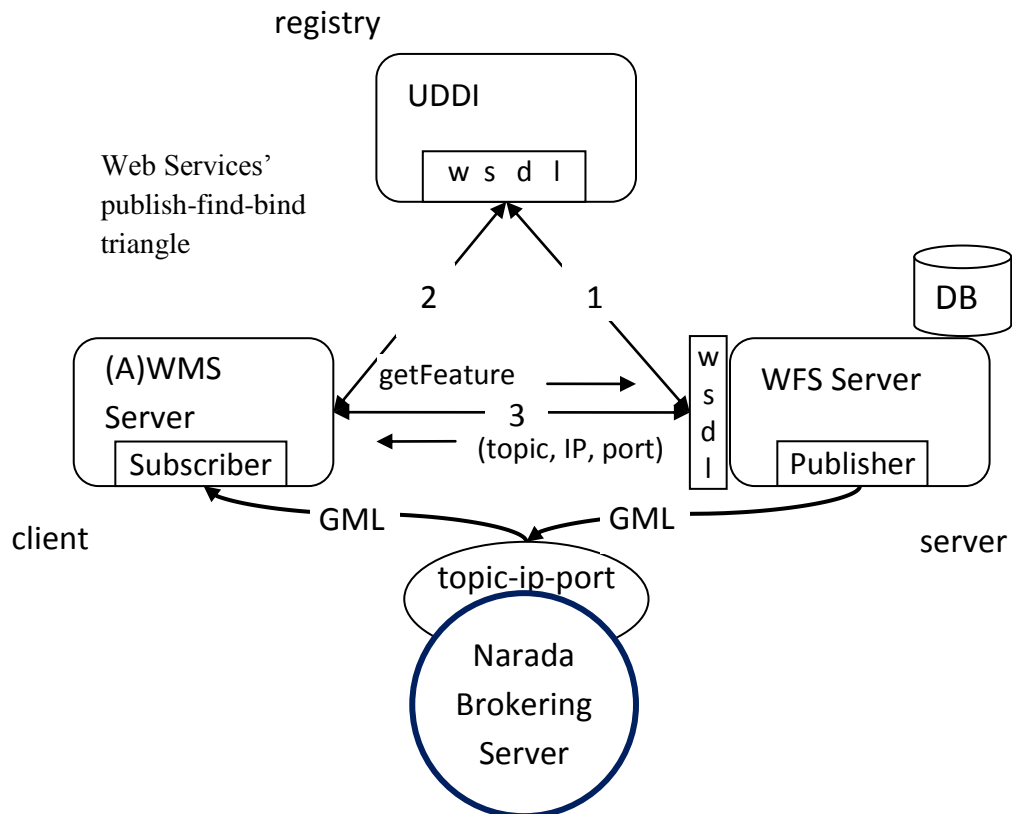 registry
UDDI
w s d l
Web Services’
publish-find-bind
triangle
2
1
DB
(A)WMS
Server
Subscriber
getFeature
3
(topic, IP, port)
w
s
d
l
WFS Server
Publisher
GML
GML
client
server
topic-ip-port
Narada
Brokering
Server